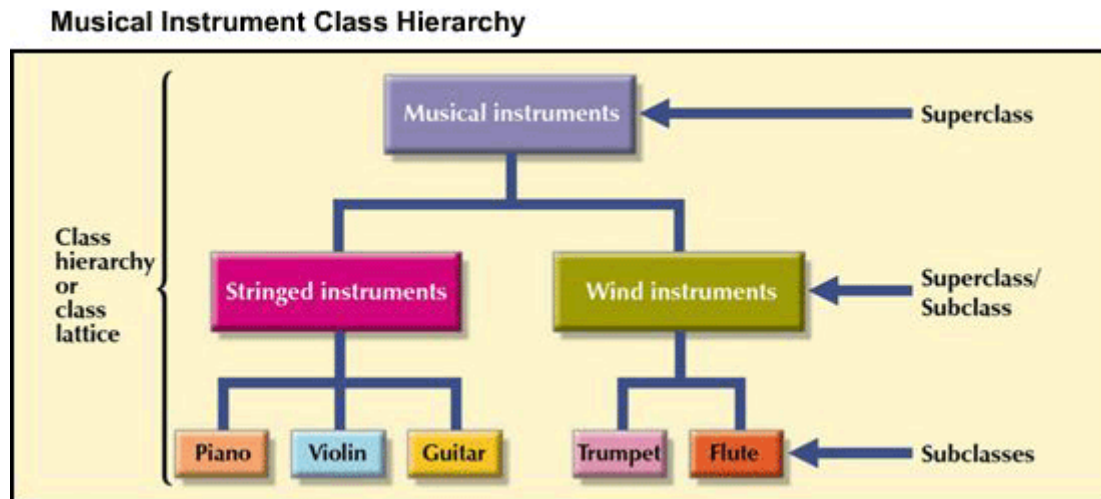 Musical Instrument Class Hierarchy
Musical instruments
Superclass
Class
hierarchy
or
class
lattice
Stringed instruments
Wind instruments
Superclass/
Subclass
Piano
Violin
Guitar
Trumpet
Flute
Subclasses